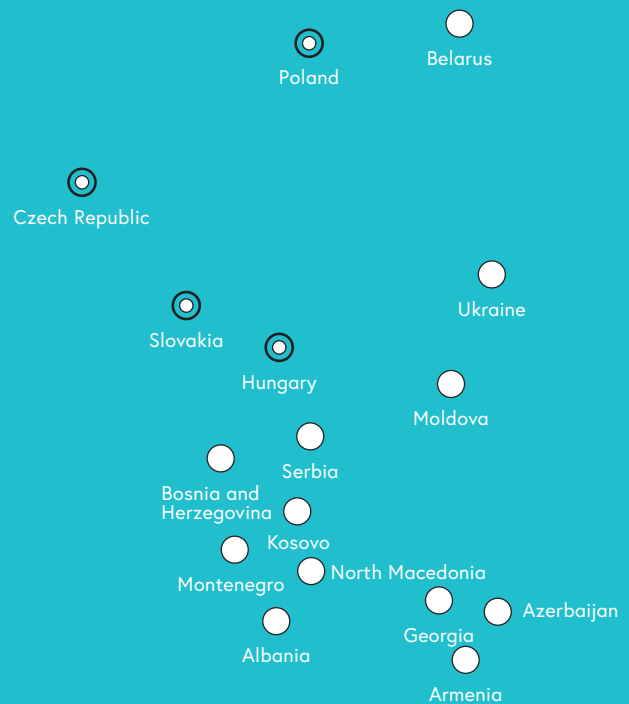 Belarus
Poland
Czech Republic
Ukraine
Slovakia
Hungary
Moldova
Serbia
Bosnia and
Herzegovina
Kosovo
North Macedonia
Montenegro
Azerbaijan
Georgia
Albania
Armenia